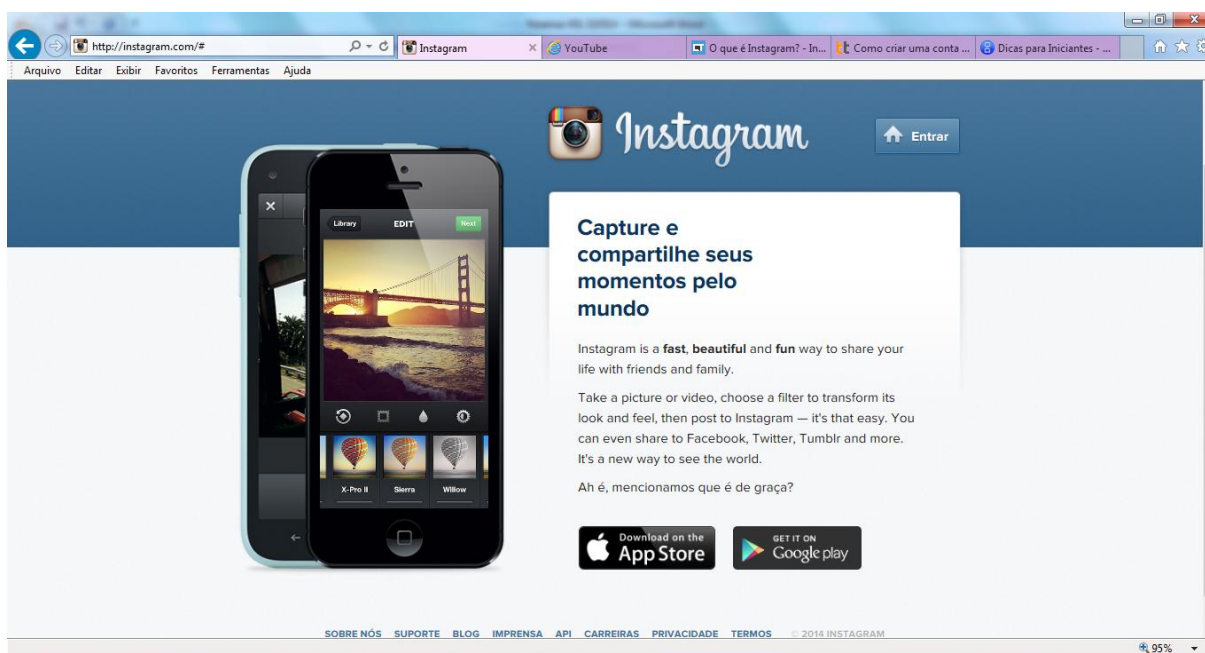 http://instagram.com/#
Instagram
YouTube
O que é Instagram? - In...
Como criar uma conta ...
Dicas para Iniciantes - ...
Arquivo Editar Exibir Favoritos Ferramentas Ajuda
Instagram
Entrar
Library EDIT Next
X-Pro II Sierra Willow
Capture e
compartilhe seus
momentos pelo
mundo
Instagram is a fast, beautiful and fun way to share your
life with friends and family.
Take a picture or video, choose a filter to transform its
look and feel, then post to Instagram — it's that easy. You
can even share to Facebook, Twitter, Tumblr and more.
It's a new way to see the world.
Ah é, mencionamos que é de graça?
Download on the
App Store
GET IT ON
Google play
SOBRE NÓS SUPORTE BLOG IMPRENSA API CARREIRAS PRIVACIDADE TERMOS © 2014 INSTAGRAM
95%